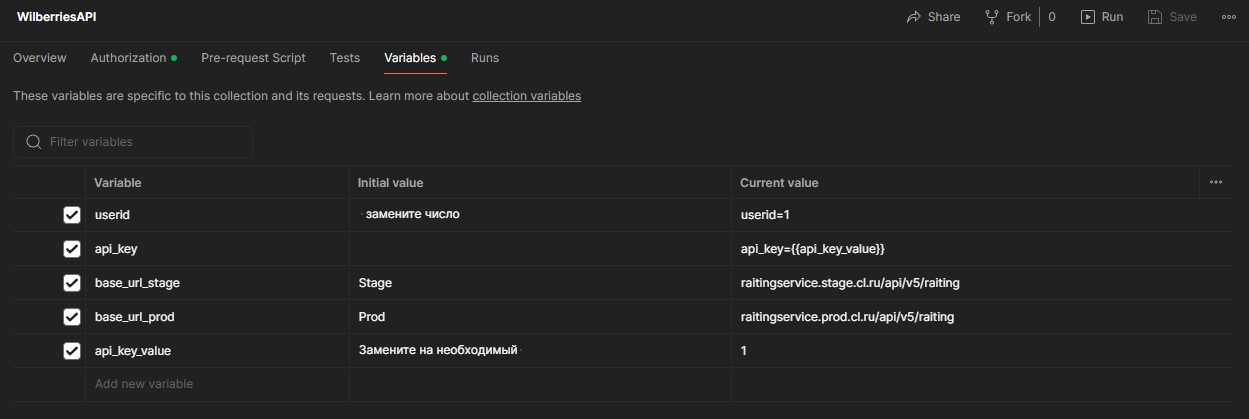 WilberriesAPI
Share Fork 0 Run Save
Overview Authorization Pre-request Script Tests Variables Runs
These variables are specific to this collection and its requests. Learn more about collection variables
Filter variables
Variable Initial value Current value
userid замените число userid=1
api_key api_key={{api_key_value}}
base_url_stage Stage raitingservice.stage.cl.ru/api/v5/raiting
base_url_prod Prod raitingservice.prod.cl.ru/api/v5/raiting
api_key_value Замените на необходимый 1
Add new variable